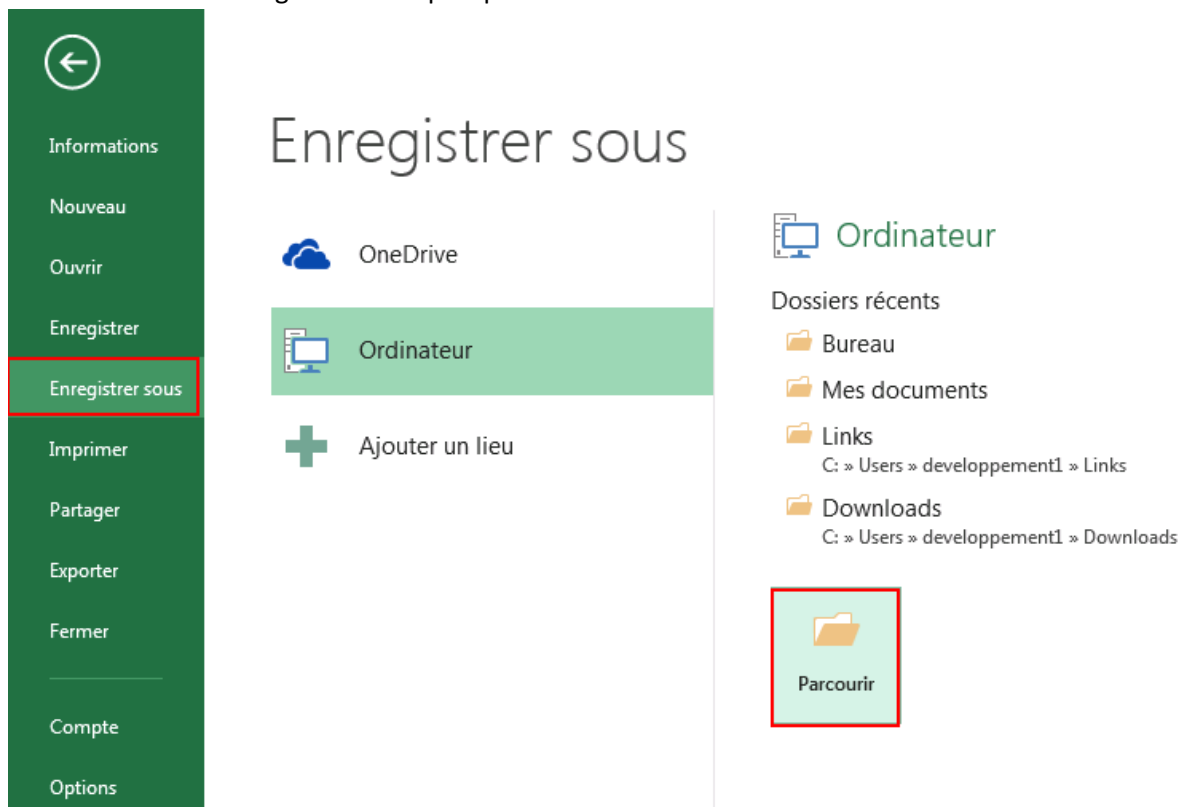 Informations
Nouveau
Ouvrir
Enregistrer
Enregistrer sous
Imprimer
Partager
Exporter
Fermer
Compte
Options
Enregistrer sous
OneDrive
Ordinateur
Ajouter un lieu
Ordinateur
Dossiers récents
Bureau
Mes documents
Links
C: » Users » developpement1 » Links
Downloads
C: » Users » developpement1 » Downloads
Parcourir